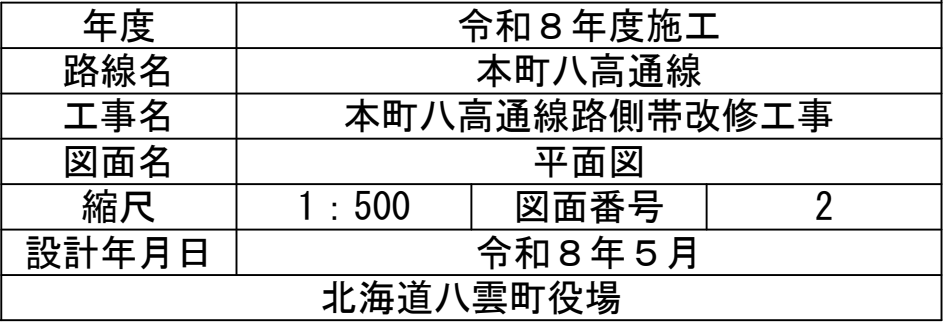 年度 令和８年度施工
路線名 本町八高通線
工事名 本町八高通線路側帯改修工事
図面名 平面図
縮尺 1：500 図面番号 2
設計年月日 令和８年５月
北海道八雲町役場